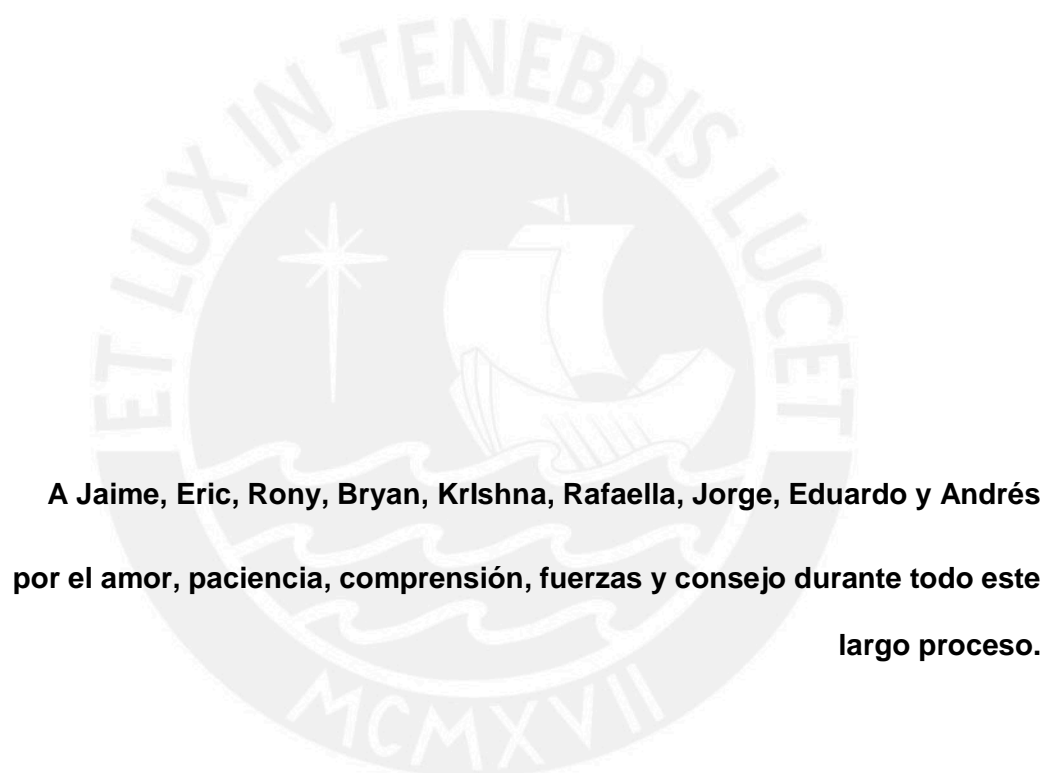 ET LUX IN TENEBRIS LUCET
A Jaime, Eric, Rony, Bryan, KrIshna, Rafaella, Jorge, Eduardo y Andrés
por el amor, paciencia, comprensión, fuerzas y consejo durante todo este
largo proceso.
MCMXVII